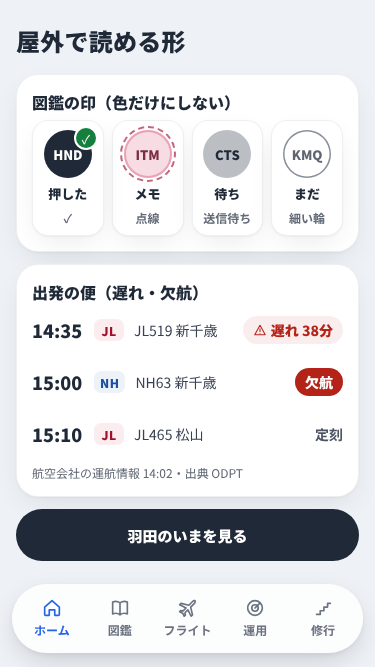 屋外で読める形
図鑑の印（色だけにしない）
HND ✓
ITM
CTS
KMQ
押した
メモ
待ち
まだ
✓
点線
送信待ち
細い輪
出発の便（遅れ・欠航）
14:35 JL JL519 新千歳 ⚠ 遅れ 38分
15:00 NH NH63 新千歳 欠航
15:10 JL JL465 松山 定刻
航空会社の運航情報 14:02・出典 ODPT
羽田のいまを見る
ホーム
図鑑
フライト
運用
修行